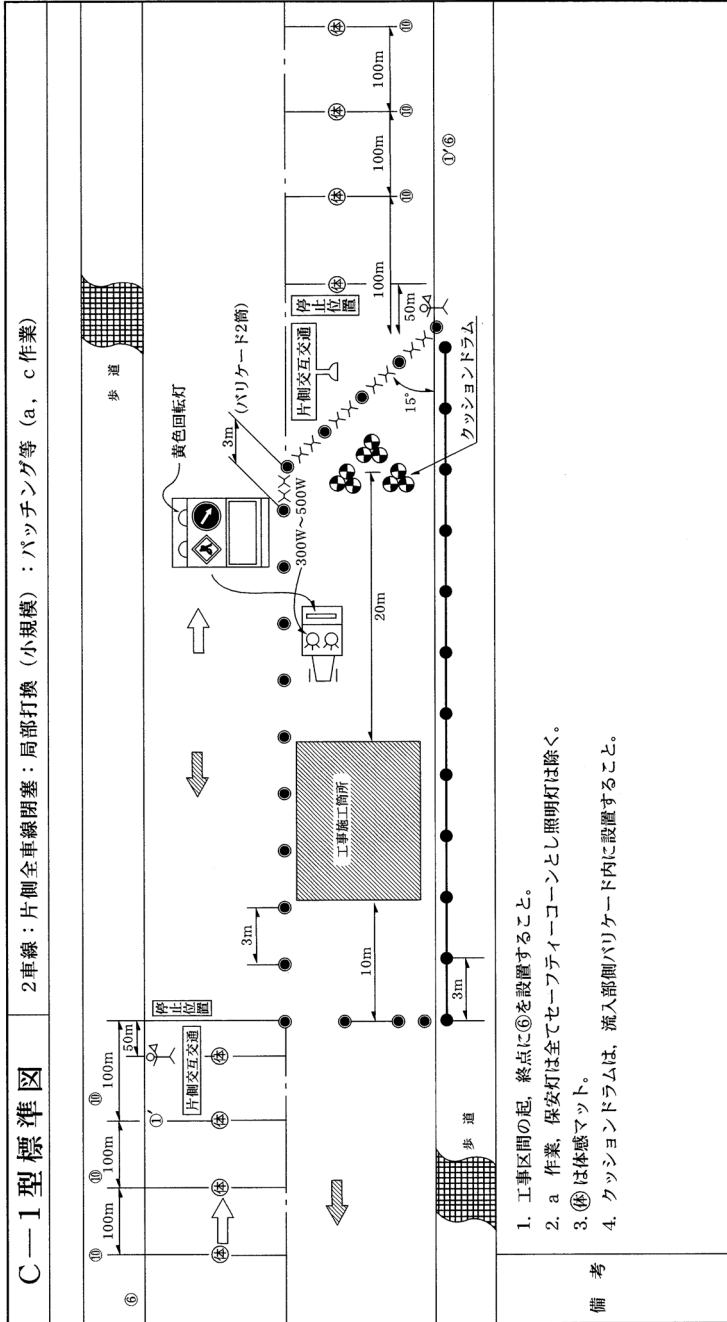 C－1型標準図
2車線：片側全車線閉塞：局部打換（小規模）：パッチング等（a，c作業）
⑥
⑩
⑩
⑩
100m
100m
100m
50m
①′
片側交互交通
停止位置
体
体
体
体
歩道
黄色回転灯
3m
(バリケード2筒)
300W～500W
片側交互交通
停止位置
体
体
体
体
100m
100m
100m
50m
⑩
⑩
⑩
①′⑥
15°
クッションドラム
20m
工事施工箇所
3m
10m
3m
歩道
備考
1. 工事区間の起，終点に⑥を設置すること。
2. a 作業，保安灯は全てセーフティーコーンとし照明灯は除く。
3. 体は体感マット。
4. クッションドラムは，流入部側バリケード内に設置すること。